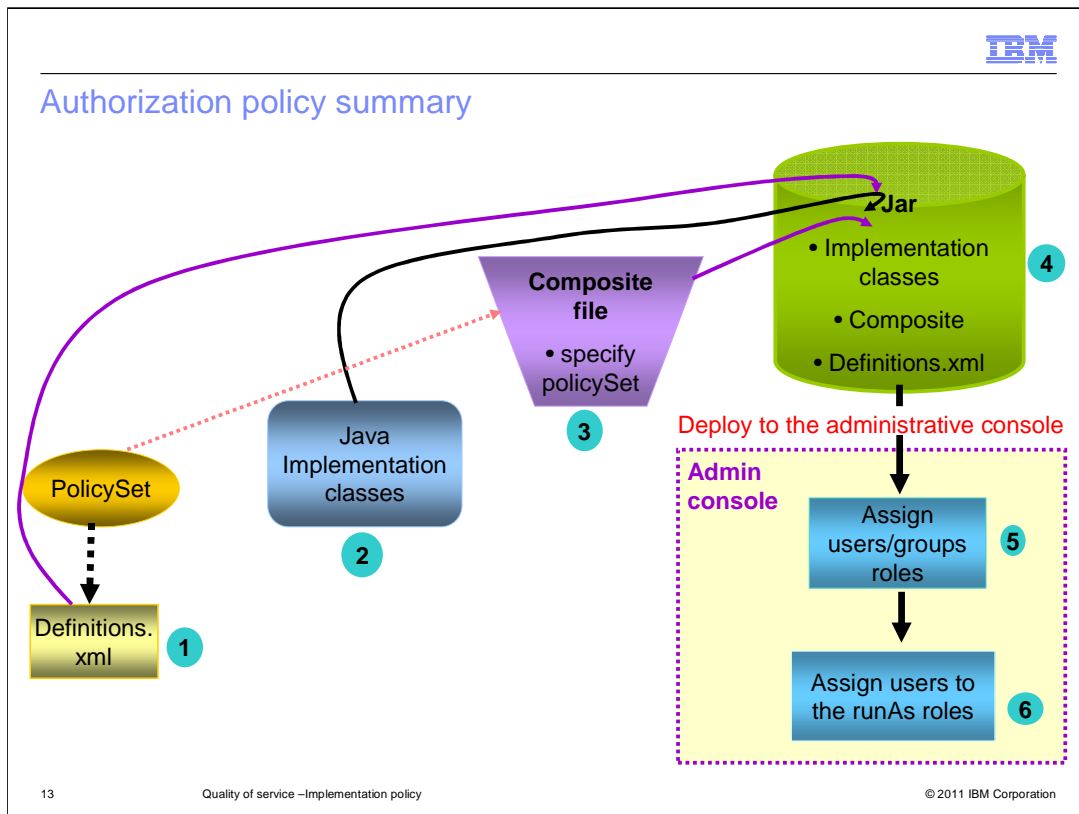 IBM
Authorization policy summary
Jar
• Implementation
classes
• Composite
• Definitions.xml
4
Composite
file
• specify
policySet
3
Java
Implementation
classes
2
PolicySet
Definitions.
xml
1
Deploy to the administrative console
Admin
console
Assign
users/groups
roles
5
Assign users to
the runAs roles
6
13
Quality of service –Implementation policy
© 2011 IBM Corporation